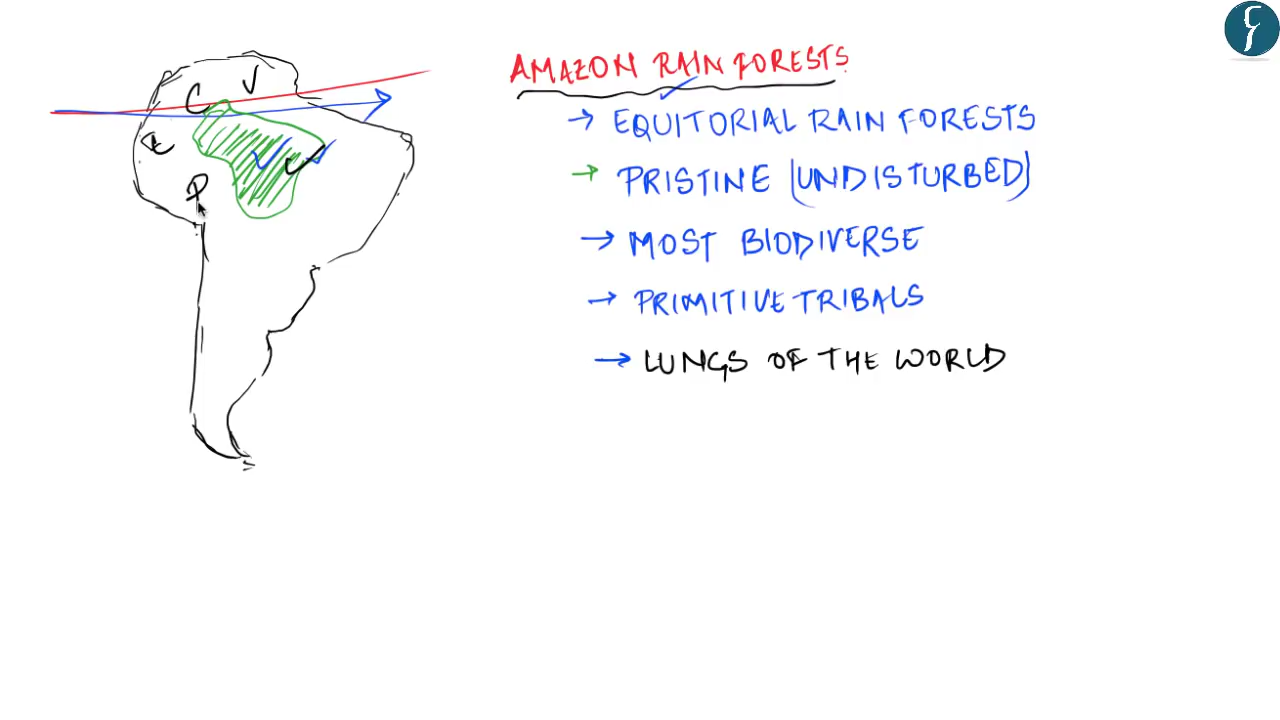 AMAZON RAIN FORESTS
→ EQUITORIAL RAIN FORESTS
→ PRISTINE (UNDISTURBED)
→ MOST BIODIVERSE
→ PRIMITIVE TRIBALS
→ LUNGS OF THE WORLD
V
C
E
P